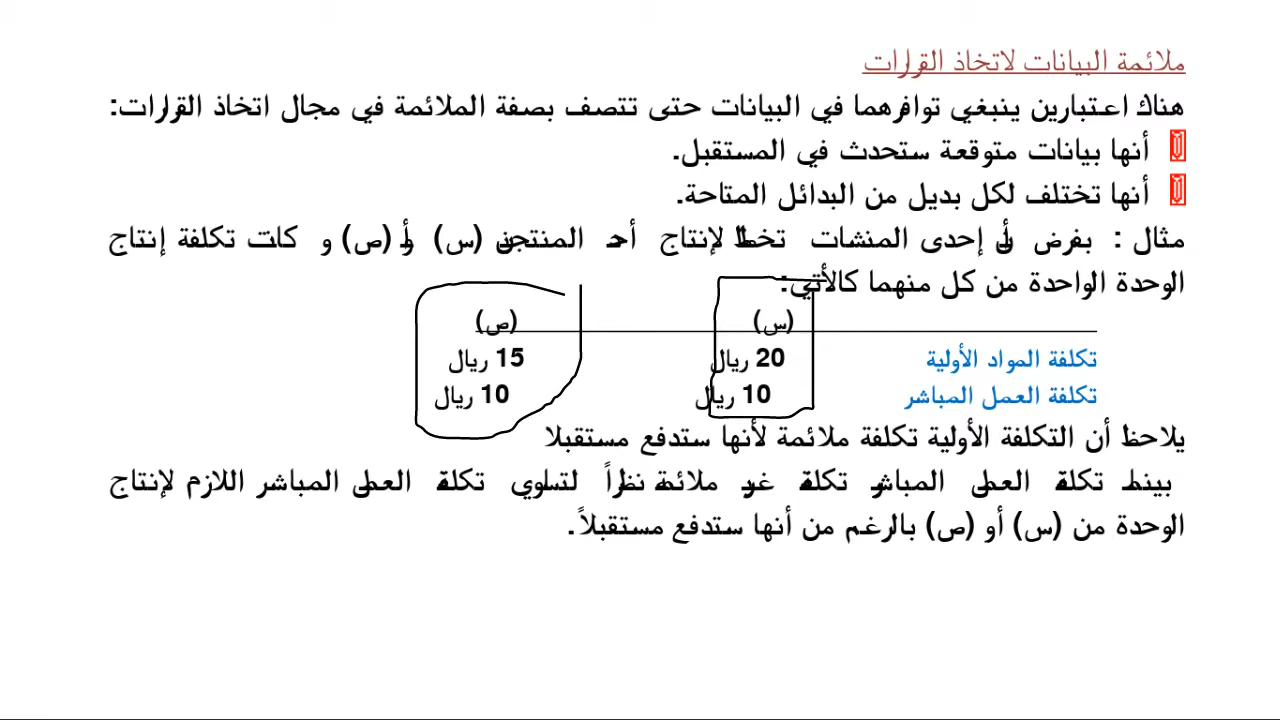 ملائمة البيانات لاتخاذ القرارات
هناك اعتبارين ينبغي توافرهما في البيانات حتى تتصف بصفة الملائمة في مجال اتخاذ القرارات:
أنها بيانات متوقعة ستحدث في المستقبل.
أنها تختلف لكل بديل من البدائل المتاحة.
مثال : بفرض أن إحدى المنشات تخطط لإنتاج أحد المنتجين (س) أو (ص) و كانت تكلفة إنتاج
الوحدة الواحدة من كل منهما كالأتي:
(س) (ص)
تكلفة المواد الأولية 20 ريال 15 ريال
تكلفة العمل المباشر 10 ريال 10 ريال
يلاحظ أن التكلفة الأولية تكلفة ملائمة لأنها ستدفع مستقبلا
بينما تكلفة العمل المباشر تكلفة غير ملائمة نظراً لتساوي تكلفة العمل المباشر اللازم لإنتاج
الوحدة من (س) أو (ص) بالرغم من أنها ستدفع مستقبلاً.